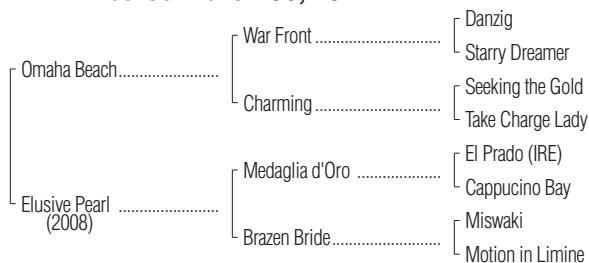 War Front
Danzig
Starry Dreamer
Omaha Beach
Charming
Seeking the Gold
Take Charge Lady
Medaglia d'Oro
El Prado (IRE)
Cappucino Bay
Elusive Pearl
(2008)
Brazen Bride
Miswaki
Motion in Limine